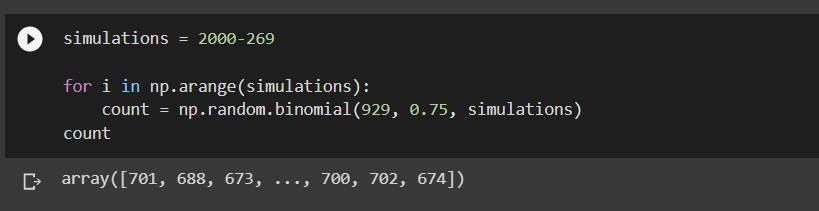 simulations = 2000-269
for i in np.arange(simulations):
    count = np.random.binomial(929, 0.75, simulations)
count
array([701, 688, 673, ..., 700, 702, 674])